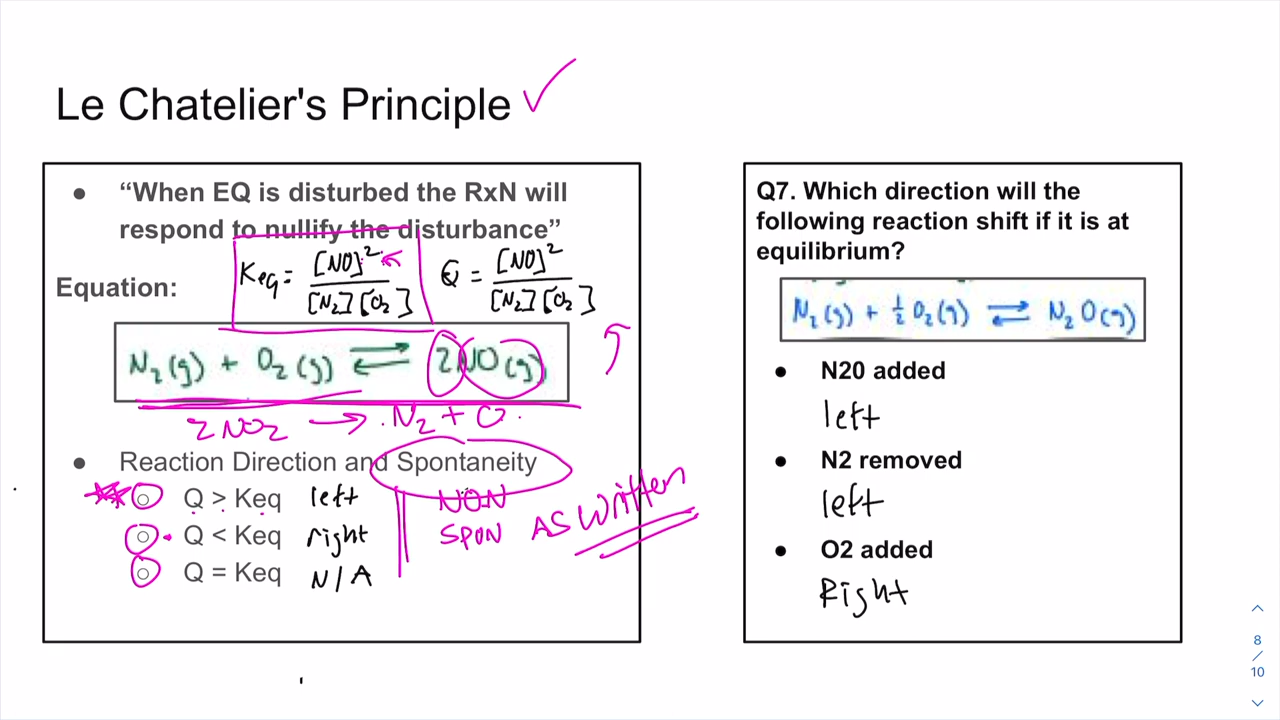 Le Chatelier's Principle ✓
● “When EQ is disturbed the RxN will
respond to nullify the disturbance”
Equation:
Keq = [NO]² / [N₂][O₂]
Q = [NO]² / [N₂][O₂]
N₂(g) + O₂(g) ⇌ 2NO(g)
2NO₂ → N₂ + O
● Reaction Direction and Spontaneity
○ Q > Keq left NON
○ Q < Keq right SPON AS written
○ Q = Keq N/A
Q7. Which direction will the
following reaction shift if it is at
equilibrium?
N₂(g) + ½ O₂(g) ⇌ N₂O(g)
● N20 added
left
● N2 removed
left
● O2 added
Right
8
/
10